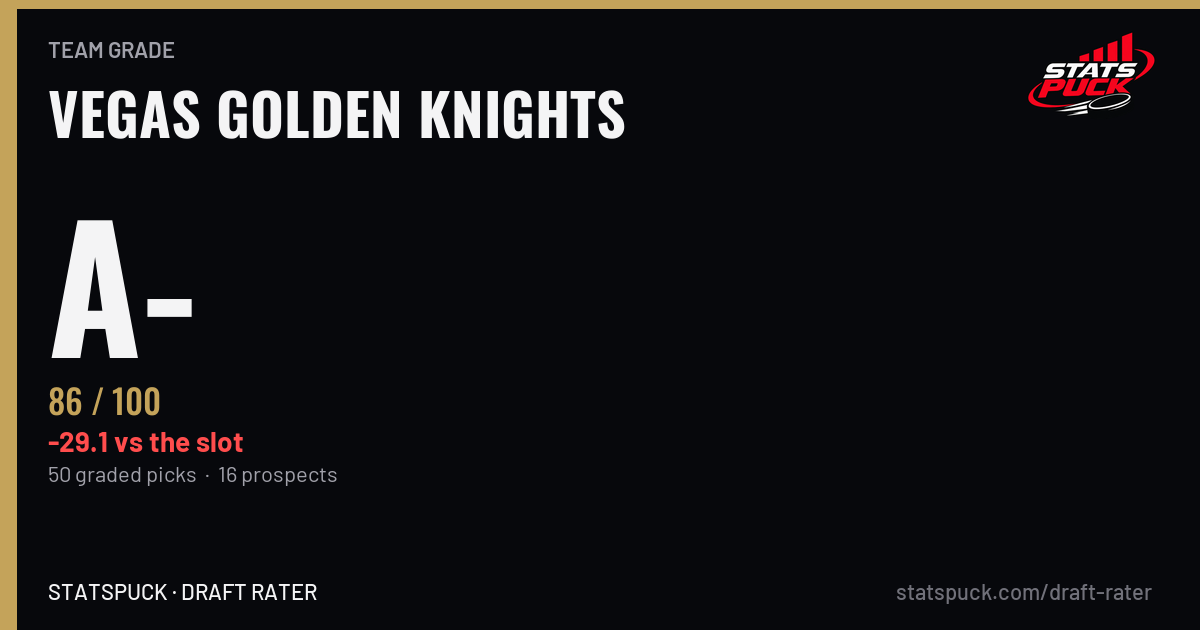 TEAM GRADE
VEGAS GOLDEN KNIGHTS
STATS
PUCK
A-
86 / 100
-29.1 vs the slot
50 graded picks · 16 prospects
STATSPUCK · DRAFT RATER
statspuck.com/draft-rater